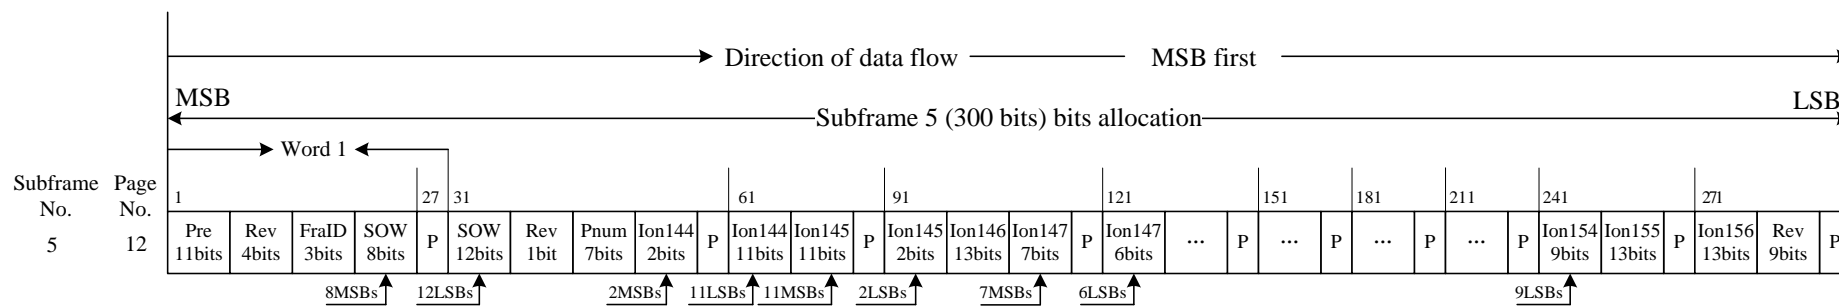 Direction of data flow
MSB first
MSB
LSB
Subframe 5 (300 bits) bits allocation
Word 1
Subframe No.
Page No.
1 27 31 61 91 121 151 181 211 241 271
5 12
Pre 11bits
Rev 4bits
FraID 3bits
SOW 8bits
P
SOW 12bits
Rev 1bit
Pnum 7bits
Ion144 2bits
P
Ion144 11bits
Ion145 11bits
P
Ion145 2bits
Ion146 13bits
Ion147 7bits
P
Ion147 6bits
...
P
...
P
...
P
...
P
Ion154 9bits
Ion155 13bits
P
Ion156 13bits
Rev 9bits
P
8MSBs 12LSBs 2MSBs 11LSBs 11MSBs 2LSBs 7MSBs 6LSBs 9LSBs